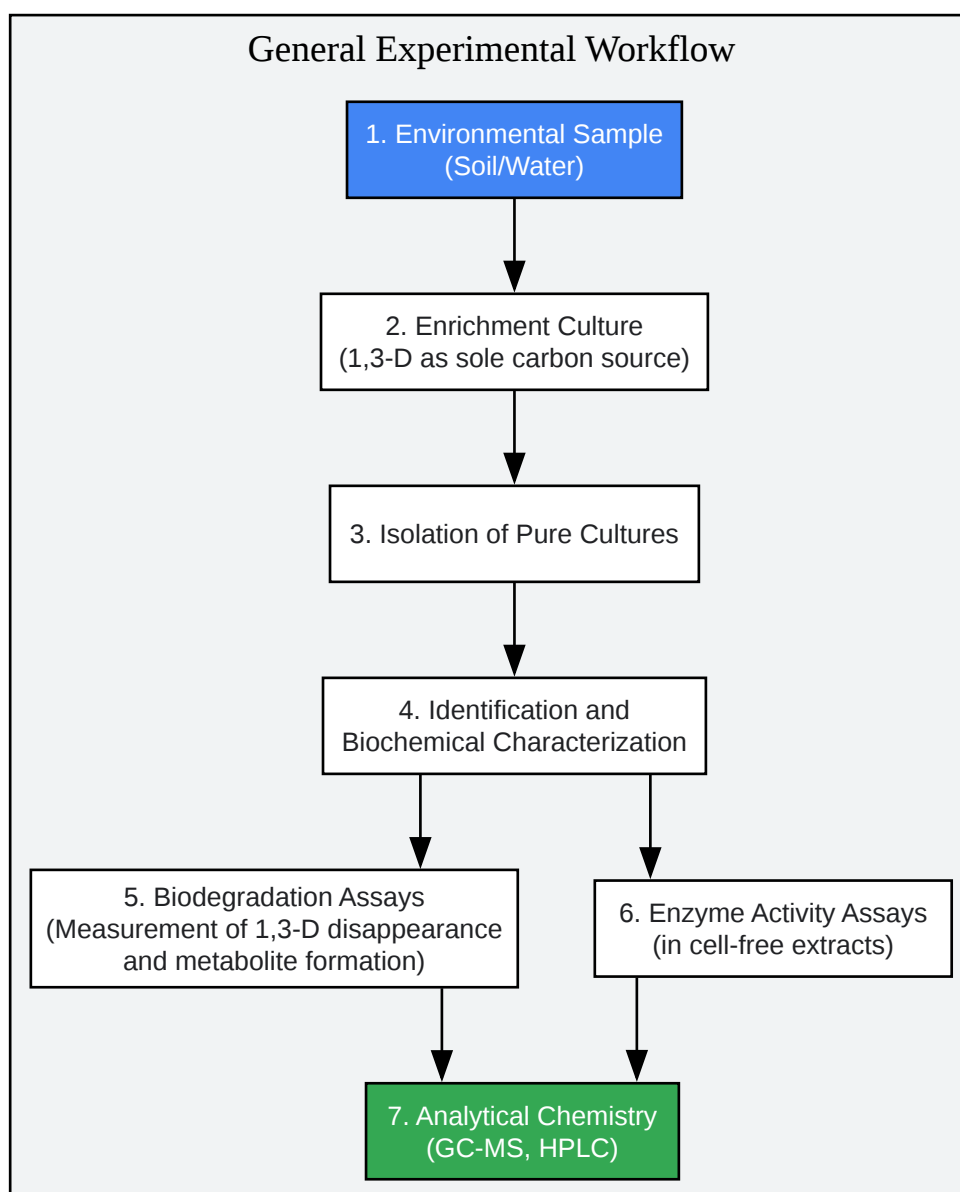 General Experimental Workflow
1. Environmental Sample
(Soil/Water)
2. Enrichment Culture
(1,3-D as sole carbon source)
3. Isolation of Pure Cultures
4. Identification and
Biochemical Characterization
5. Biodegradation Assays
(Measurement of 1,3-D disappearance
and metabolite formation)
6. Enzyme Activity Assays
(in cell-free extracts)
7. Analytical Chemistry
(GC-MS, HPLC)